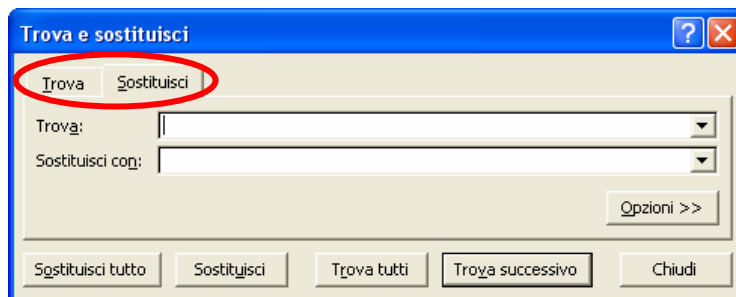 Trova e sostituisci
Trova Sostituisci
Trova:
Sostituisci con:
Opzioni >>
Sostituisci tutto Sostituisci Trova tutti Trova successivo Chiudi